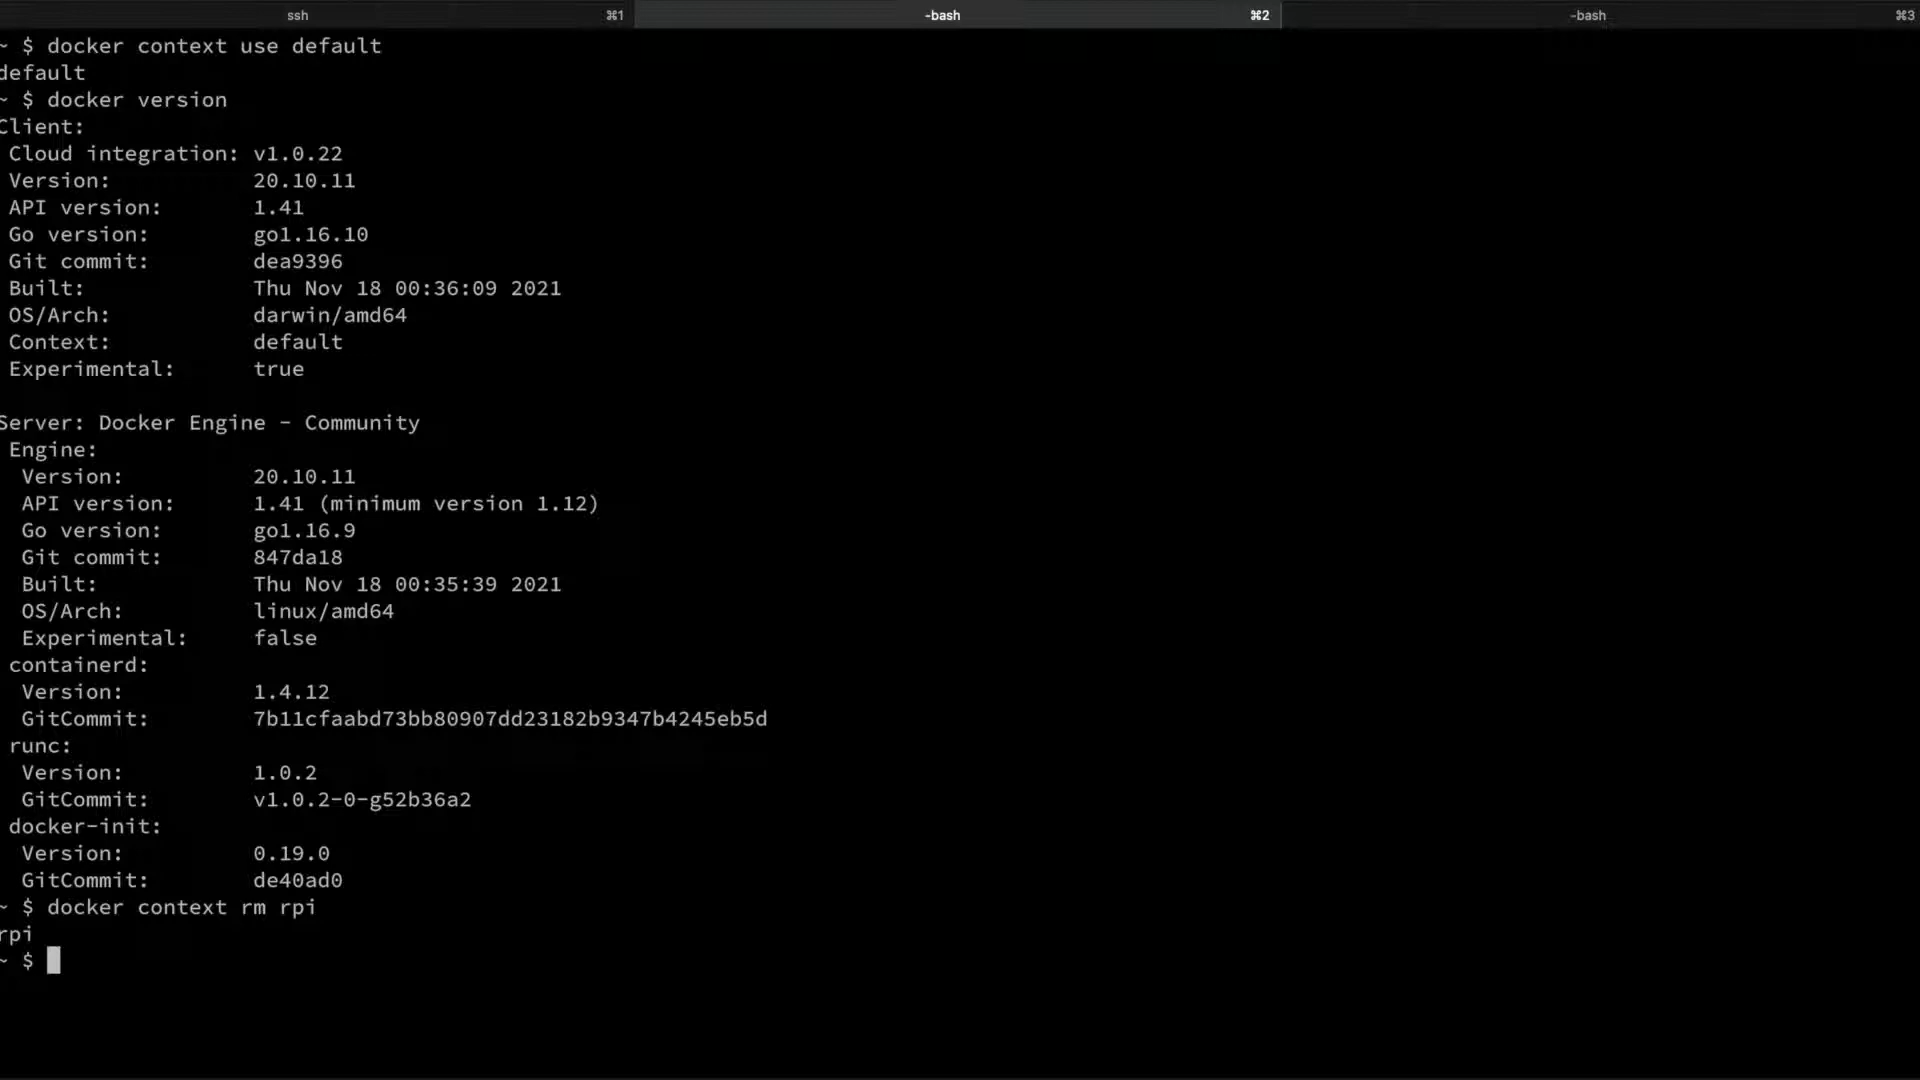 ssh ⌘1 -bash ⌘2 -bash ⌘3
~ $ docker context use default
default
~ $ docker version
Client:
 Cloud integration: v1.0.22
 Version:           20.10.11
 API version:       1.41
 Go version:        go1.16.10
 Git commit:        dea9396
 Built:             Thu Nov 18 00:36:09 2021
 OS/Arch:           darwin/amd64
 Context:           default
 Experimental:      true

Server: Docker Engine - Community
 Engine:
  Version:          20.10.11
  API version:      1.41 (minimum version 1.12)
  Go version:       go1.16.9
  Git commit:       847da18
  Built:            Thu Nov 18 00:35:39 2021
  OS/Arch:          linux/amd64
  Experimental:     false
 containerd:
  Version:          1.4.12
  GitCommit:        7b11cfaabd73bb80907dd23182b9347b4245eb5d
 runc:
  Version:          1.0.2
  GitCommit:        v1.0.2-0-g52b36a2
 docker-init:
  Version:          0.19.0
  GitCommit:        de40ad0
~ $ docker context rm rpi
rpi
~ $